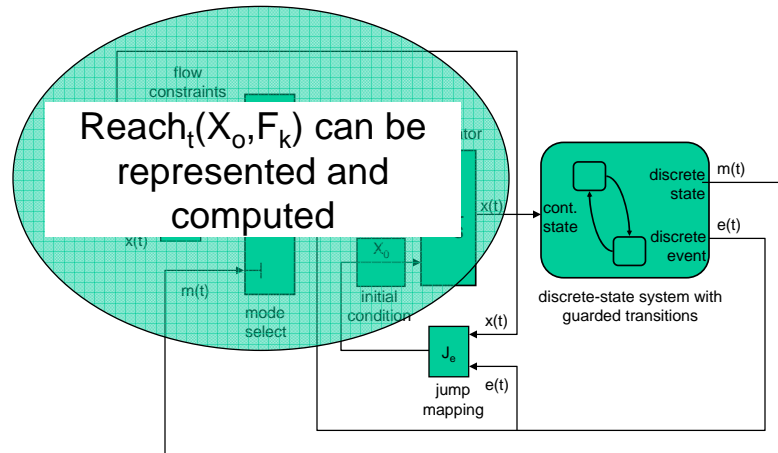 flow
constraints
Reachₜ(Xₒ,Fₖ) can be
represented and
computed
ator
x(t)
x(t)
X₀
m(t)
initial
condition
mode
select
cont.
state
discrete
state
discrete
event
m(t)
e(t)
discrete-state system with
guarded transitions
x(t)
Jₑ
e(t)
jump
mapping